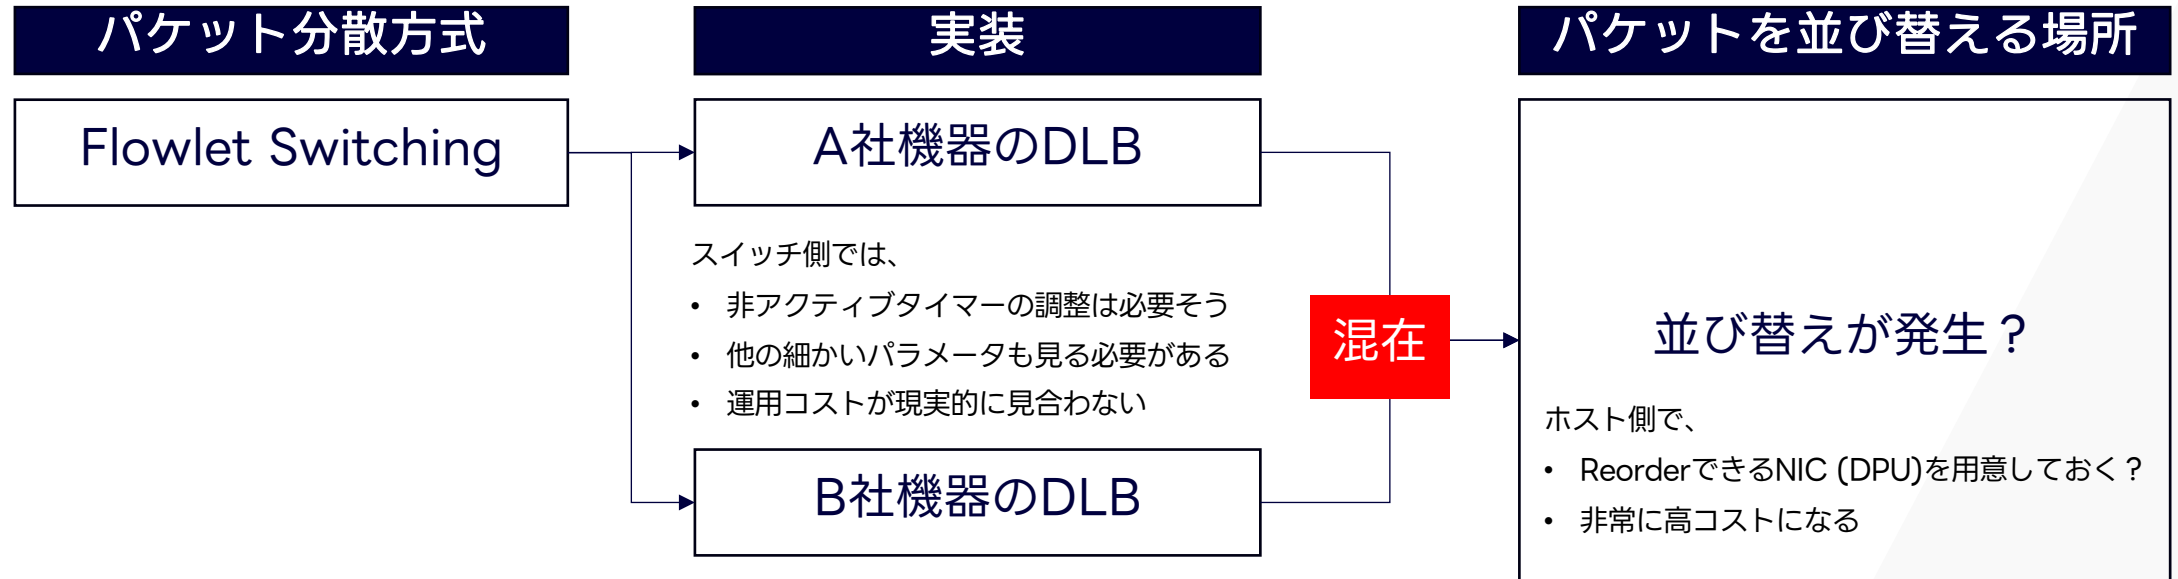 パケット分散方式
実装
パケットを並び替える場所
Flowlet Switching
A社機器のDLB
スイッチ側では、
• 非アクティブタイマーの調整は必要そう
• 他の細かいパラメータも見る必要がある
• 運用コストが現実的に見合わない
B社機器のDLB
混在
並び替えが発生？
ホスト側で、
• ReorderできるNIC (DPU)を用意しておく？
• 非常に高コストになる